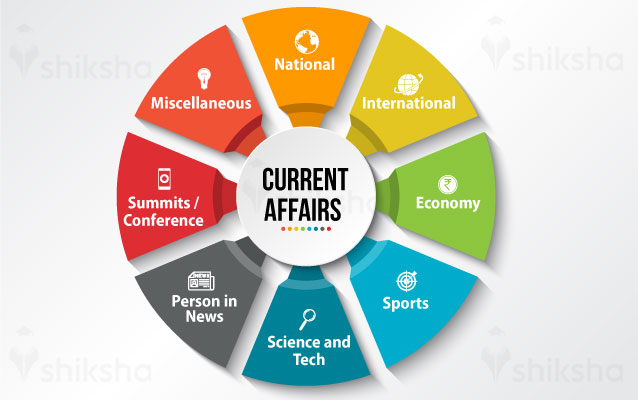 shiksha
shiksha
National
International
Miscellaneous
Economy
Summits /
Conference
CURRENT
AFFAIRS
Sports
Person in
News
NEWS
Science and
Tech
shiksha
shiksha